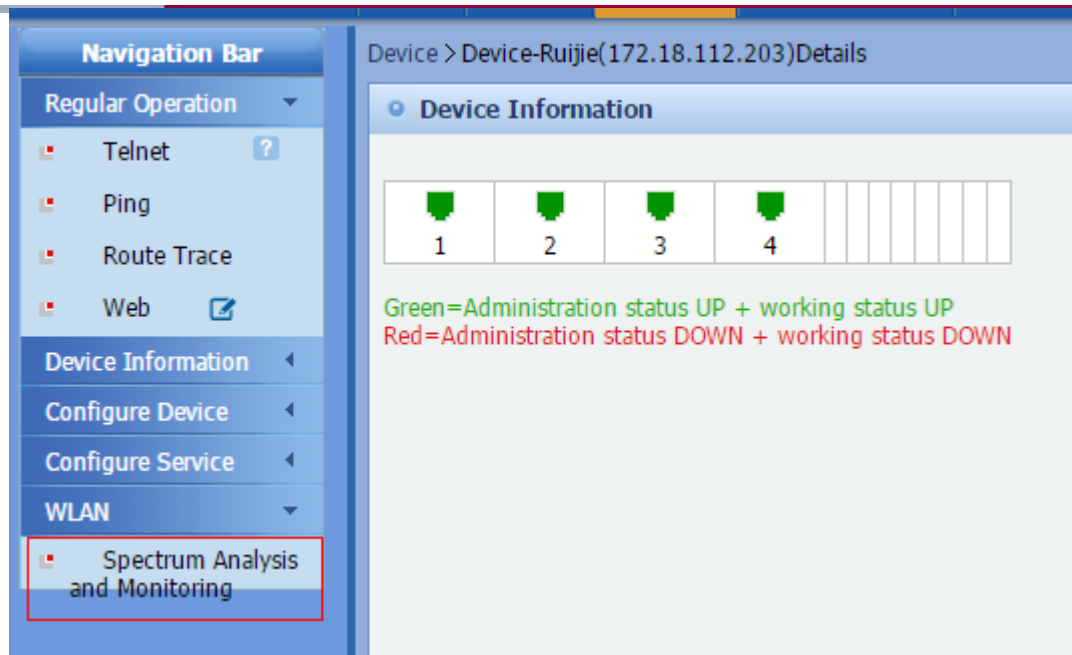 Navigation Bar
Regular Operation
Telnet ?
Ping
Route Trace
Web
Device Information
Configure Device
Configure Service
WLAN
Spectrum Analysis
and Monitoring
Device > Device-Ruijie(172.18.112.203)Details
Device Information
1 2 3 4
Green=Administration status UP + working status UP
Red=Administration status DOWN + working status DOWN